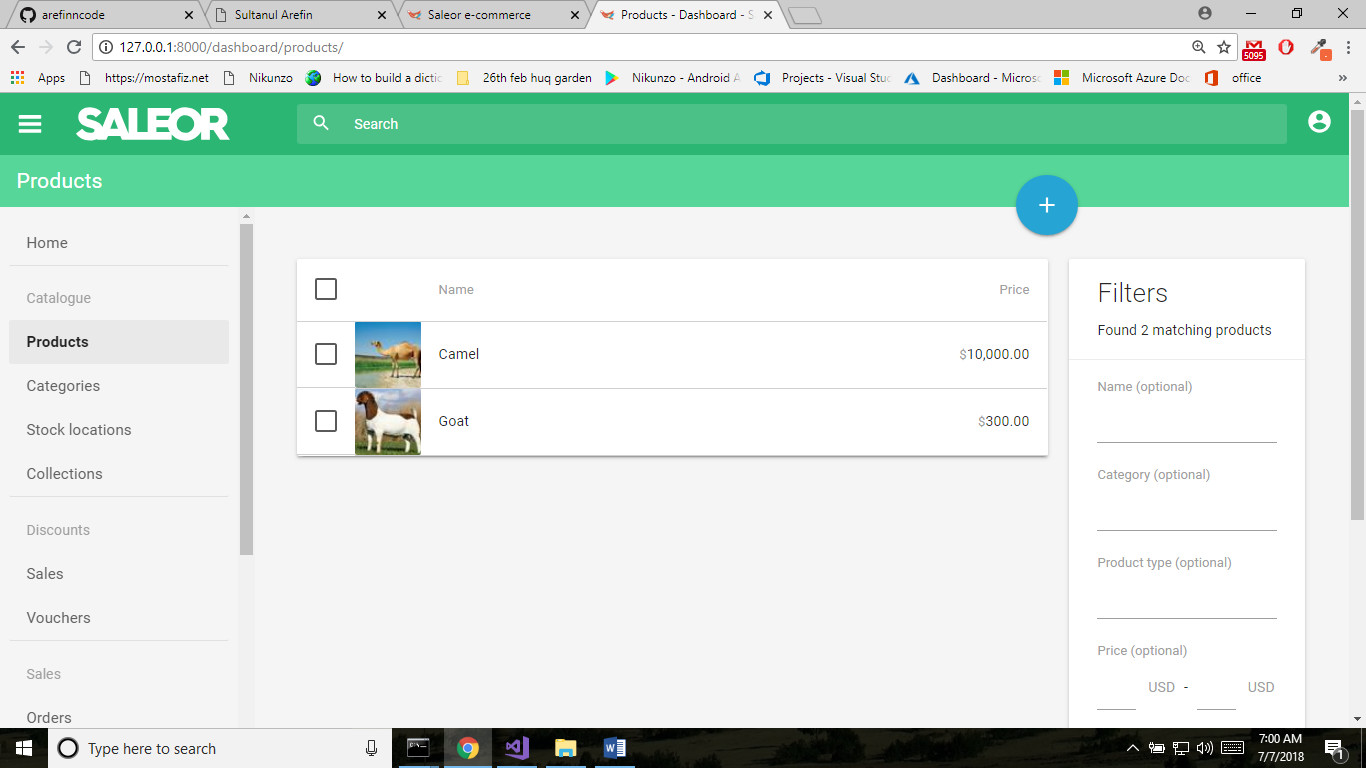 arefinncode
Sultanul Arefin
Saleor e-commerce
Products - Dashboard - S
127.0.0.1:8000/dashboard/products/
5095
Apps
https://mostafiz.net
Nikunzo
How to build a dictic
26th feb huq garden
Nikunzo - Android A
Projects - Visual Stud
Dashboard - Microso
Microsoft Azure Doc
office
»
SALEOR
Search
Products
+
Home
Catalogue
Products
Categories
Stock locations
Collections
Discounts
Sales
Vouchers
Sales
Orders
Name Price
Camel $10,000.00
Goat $300.00
Filters
Found 2 matching products
Name (optional)
Category (optional)
Product type (optional)
Price (optional)
USD - USD
Type here to search
7:00 AM
7/7/2018
1